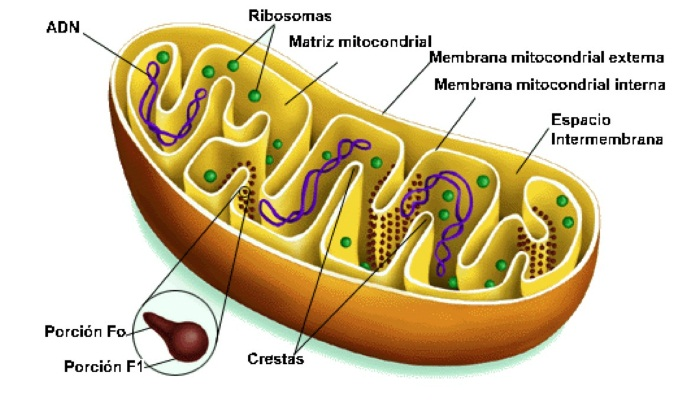 Ribosomas
ADN
Matriz mitocondrial
Membrana mitocondrial externa
Membrana mitocondrial interna
Espacio
Intermembrana
Porción Fo
Porción F1
Crestas